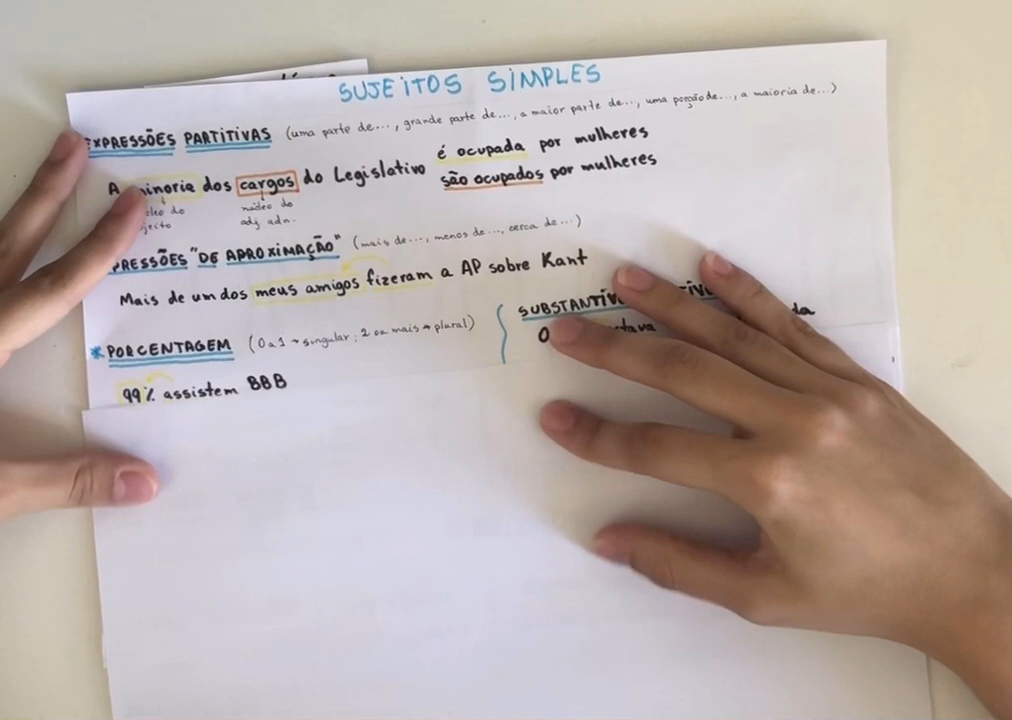 SUJEITOS SIMPLES
EXPRESSÕES PARTITIVAS (uma parte de..., grande parte de..., a maior parte de..., uma porção de..., a maioria de...)
A minoria dos cargos do Legislativo
é ocupada por mulheres
são ocupados por mulheres
núcleo do
adj. adn.
"DE APROXIMAÇÃO" (mais de..., menos de..., cerca de...)
Mais de um dos meus amigos fizeram a AP sobre Kant
* PORCENTAGEM (0 a 1 → singular; 2 ou mais → plural)
99% assistem BBB